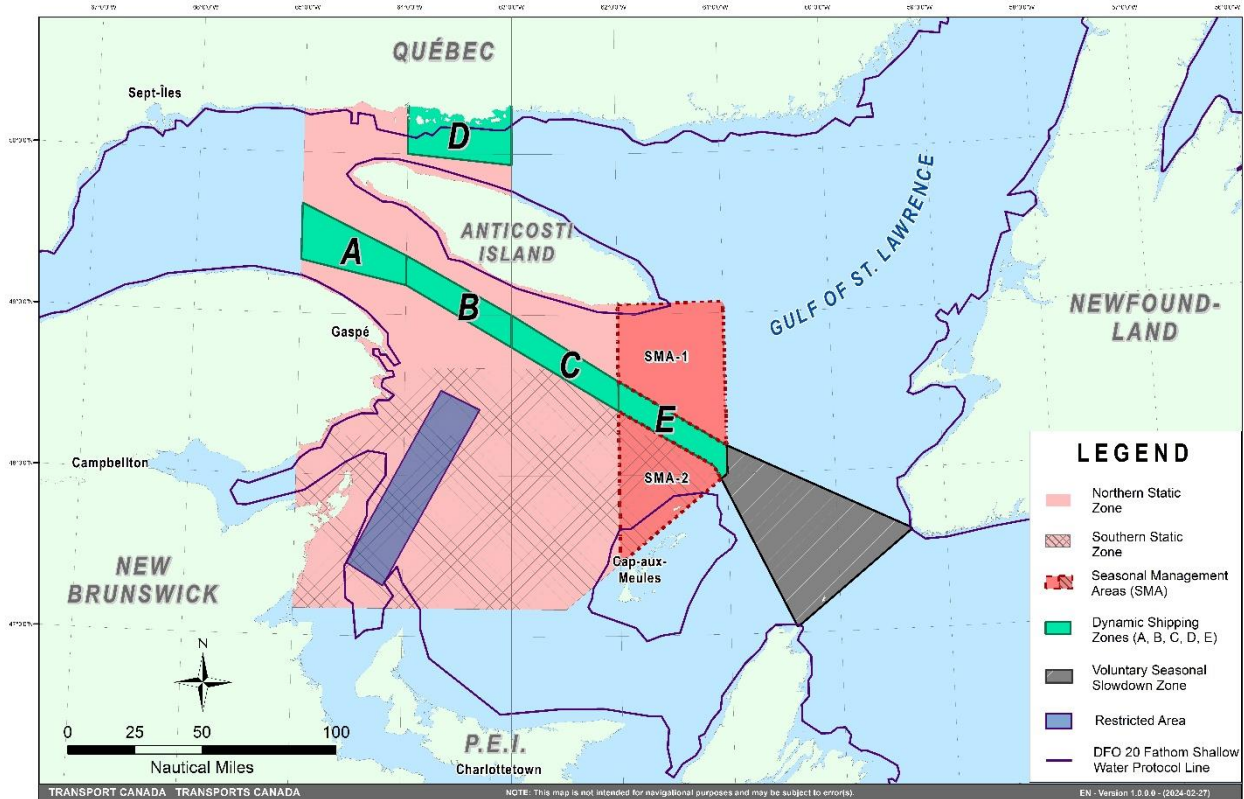 QUÉBEC
Sept-Îles
D
ANTICOSTI
ISLAND
A
B
C
E
GULF OF ST. LAWRENCE
NEWFOUND-
LAND
Gaspé
SMA-1
SMA-2
Campbellton
Cap-aux-
Meules
NEW
BRUNSWICK
N
0 25 50 100
Nautical Miles
P.E.I.
Charlottetown
LEGEND
Northern Static
Zone
Southern Static
Zone
Seasonal Management
Areas (SMA)
Dynamic Shipping
Zones (A, B, C, D, E)
Voluntary Seasonal
Slowdown Zone
Restricted Area
DFO 20 Fathom Shallow
Water Protocol Line
TRANSPORT CANADA TRANSPORTS CANADA
NOTE: This map is not intended for navigational purposes and may be subject to error(s).
EN - Version 1.0.0.0 - (2024-02-27)